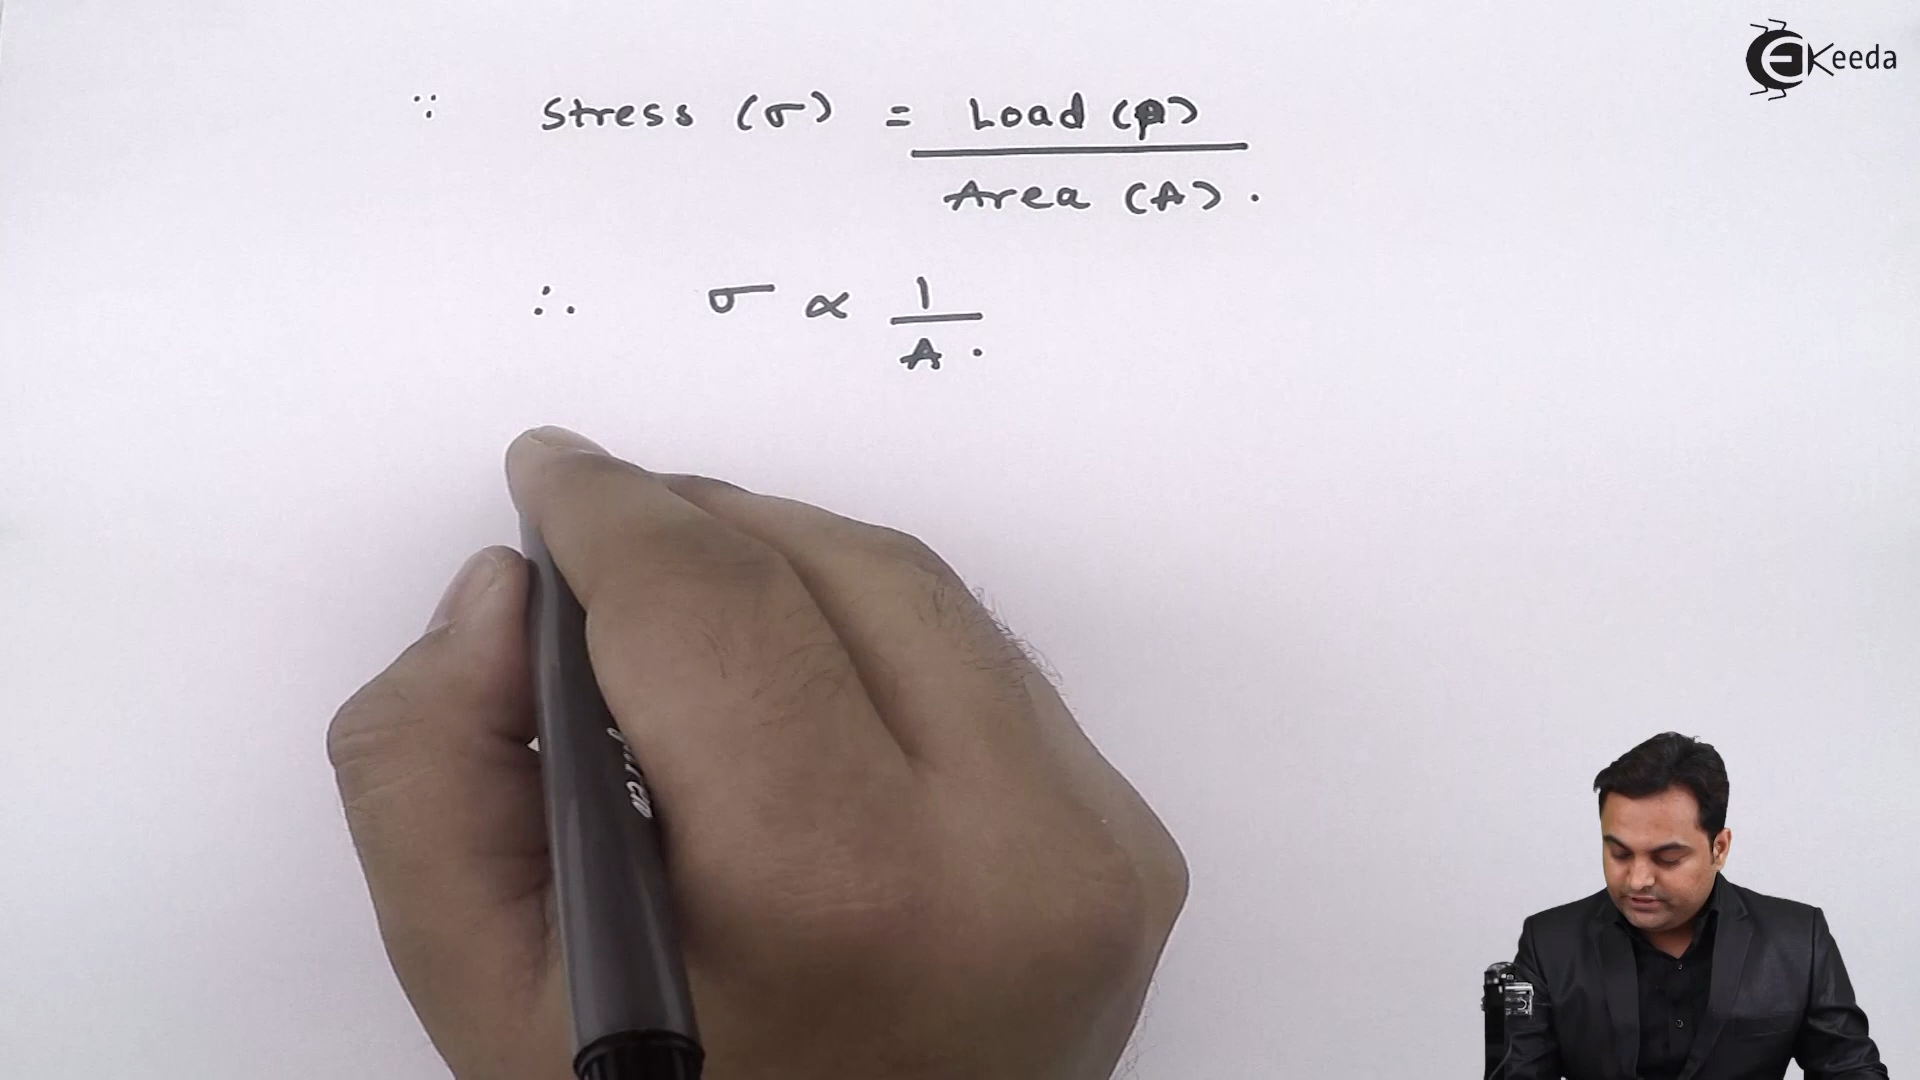 Keeda
∵ Stress (σ) = Load (P)
Area (A).
∴ σ ∝ 1
A.